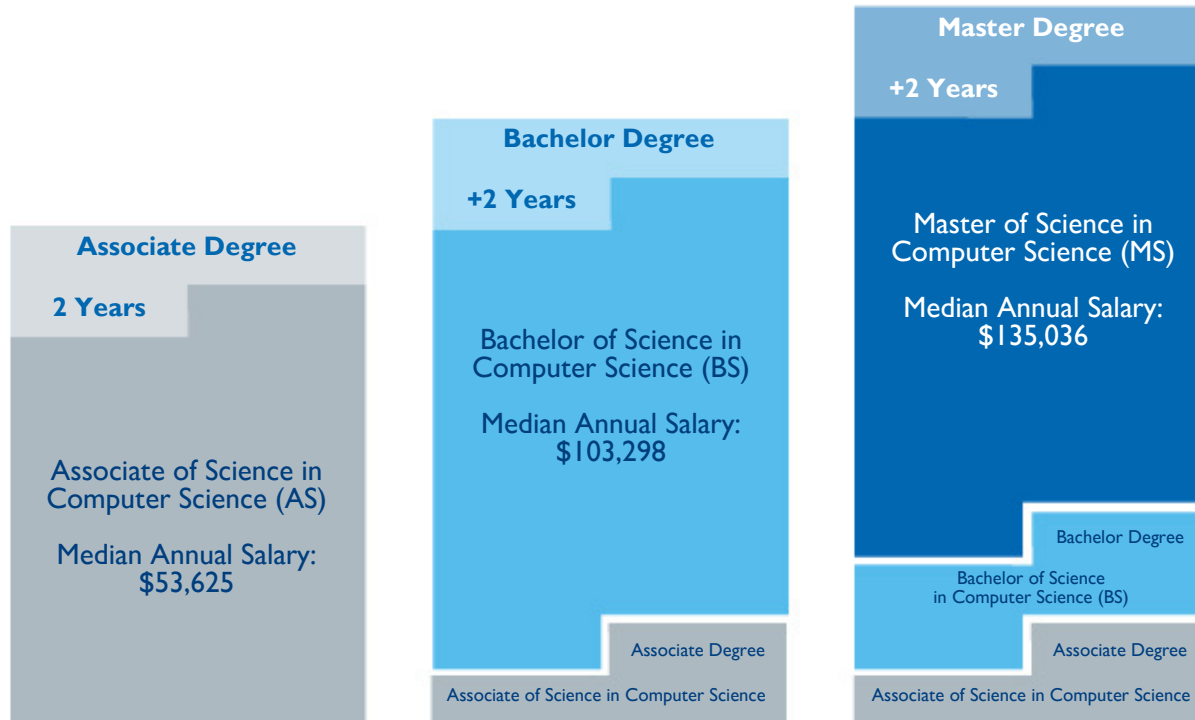 Associate Degree
2 Years
Associate of Science in
Computer Science (AS)
Median Annual Salary:
$53,625
Bachelor Degree
+2 Years
Bachelor of Science in
Computer Science (BS)
Median Annual Salary:
$103,298
Associate Degree
Associate of Science in Computer Science
Master Degree
+2 Years
Master of Science in
Computer Science (MS)
Median Annual Salary:
$135,036
Bachelor Degree
Bachelor of Science
in Computer Science (BS)
Associate Degree
Associate of Science in Computer Science